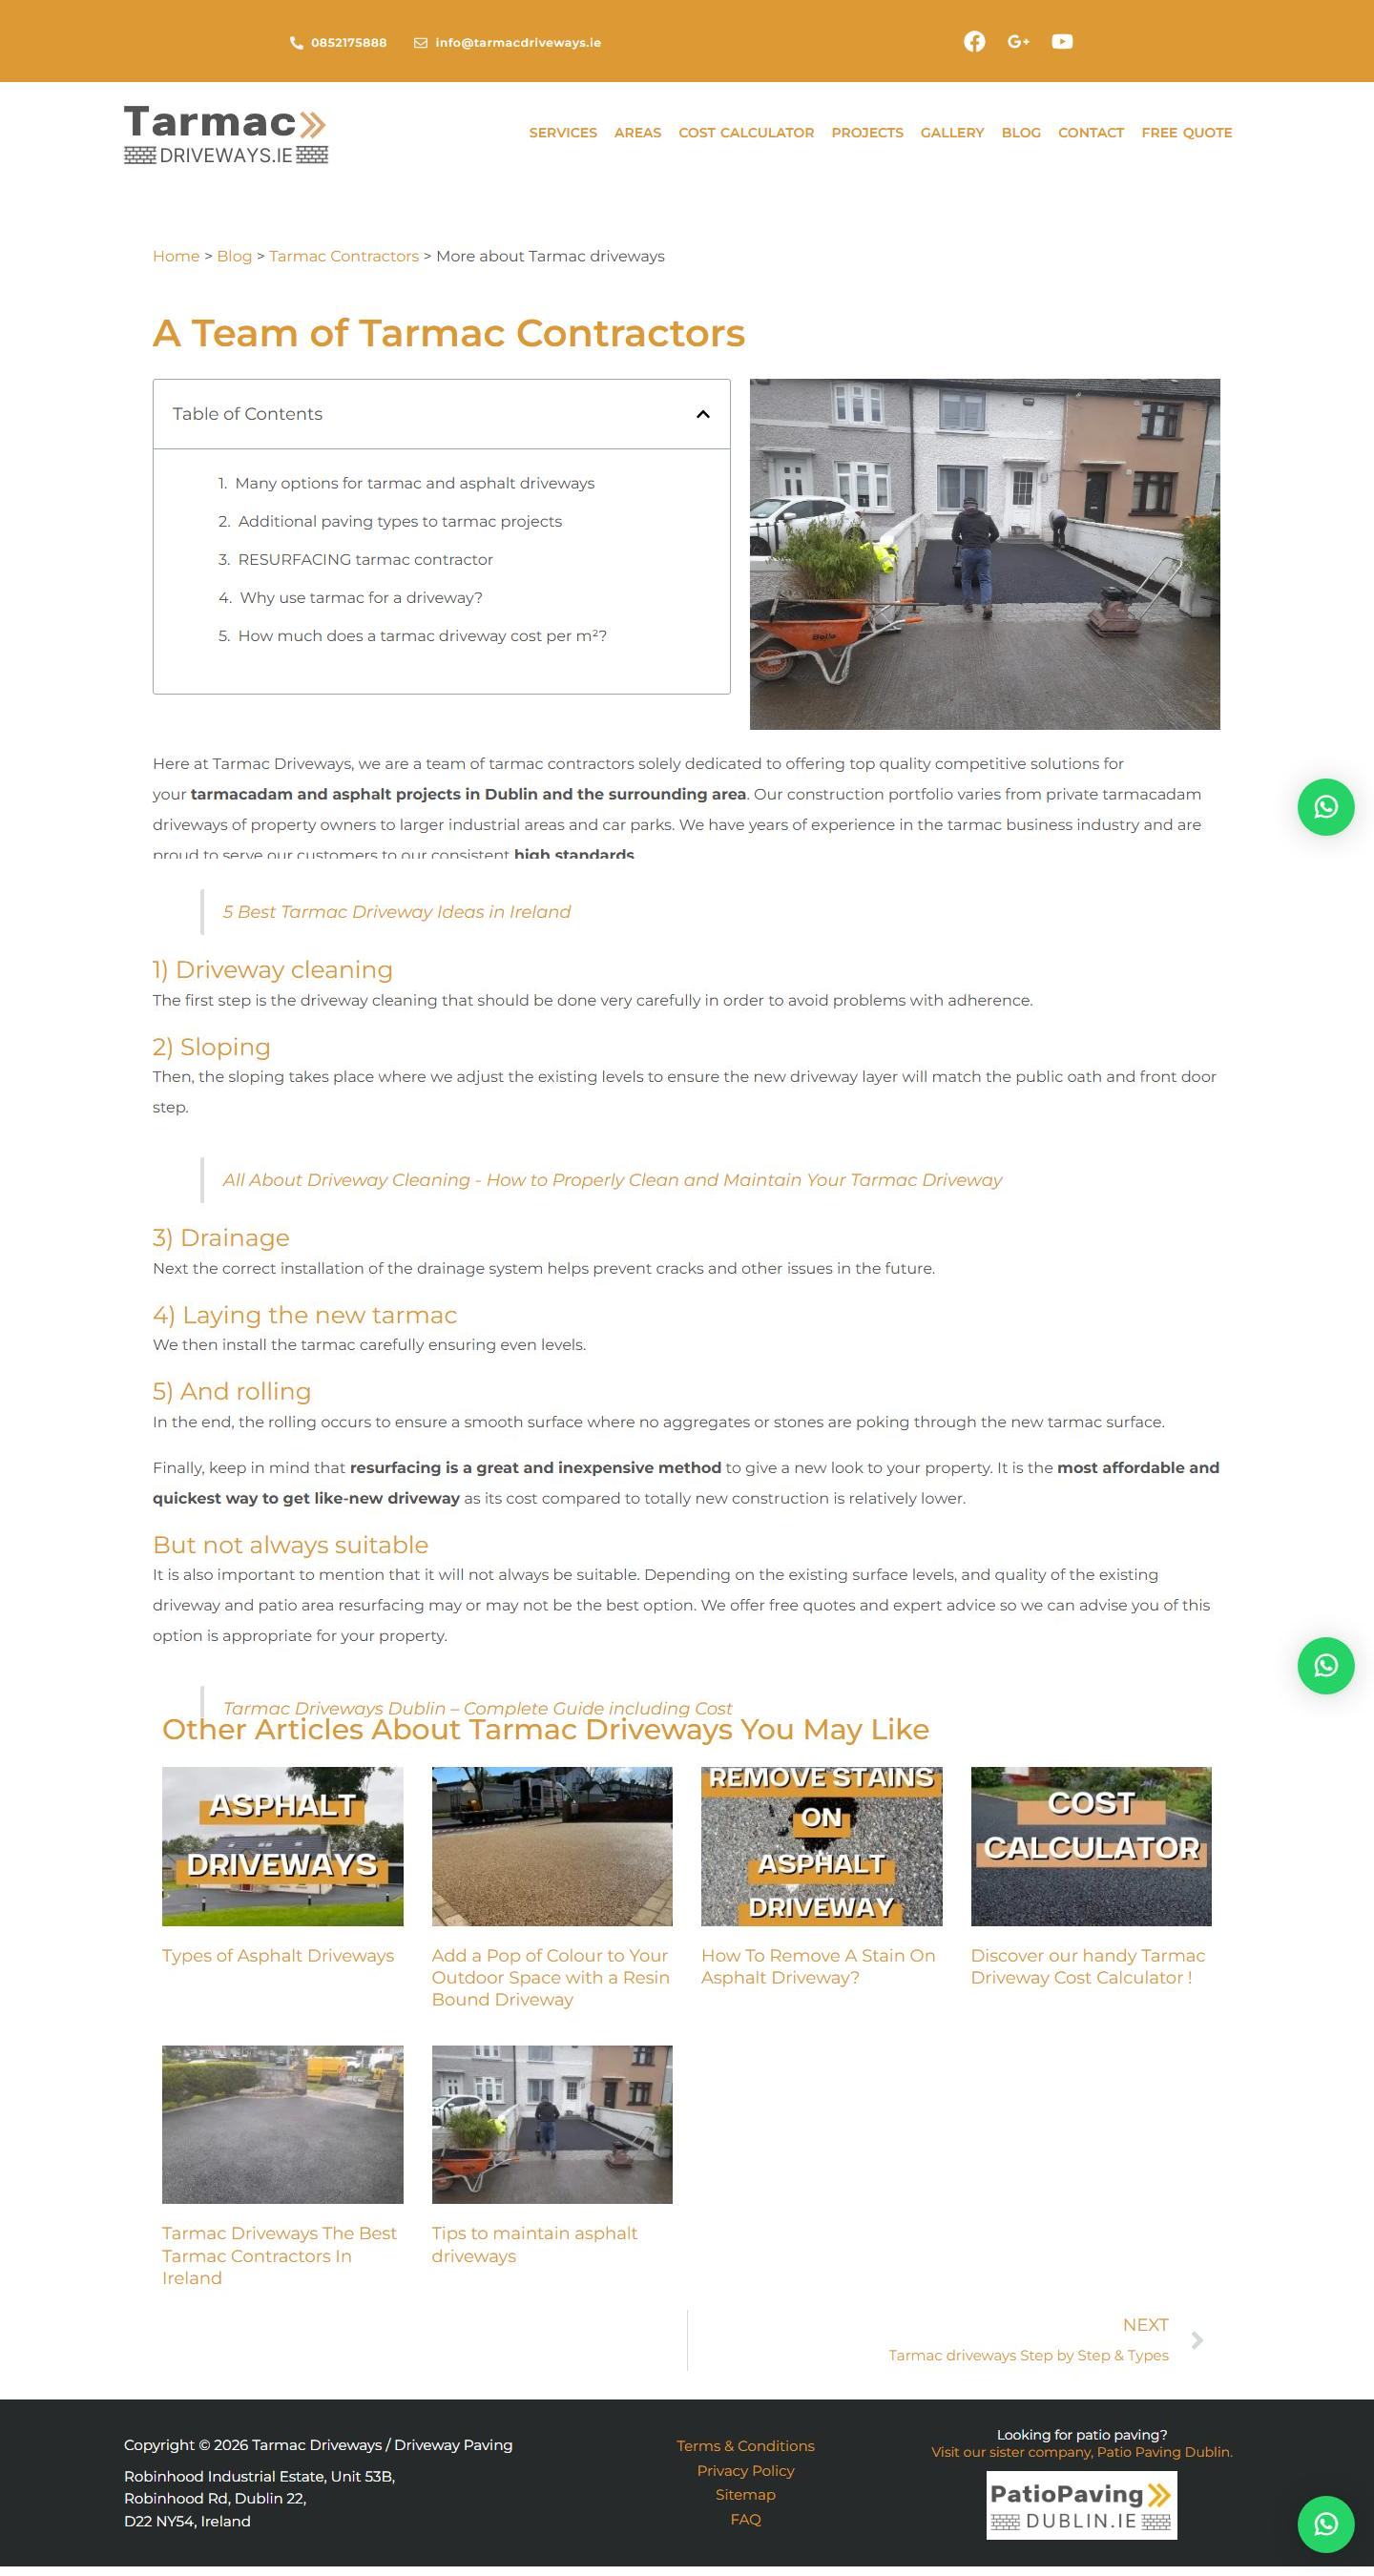 0852175888
info@tarmacdriveways.ie
Tarmac
DRIVEWAYS.IE
SERVICES AREAS COST CALCULATOR PROJECTS GALLERY BLOG CONTACT FREE QUOTE
Home > Blog > Tarmac Contractors > More about Tarmac driveways
A Team of Tarmac Contractors
Table of Contents
1. Many options for tarmac and asphalt driveways
2. Additional paving types to tarmac projects
3. RESURFACING tarmac contractor
4. Why use tarmac for a driveway?
5. How much does a tarmac driveway cost per m²?
Here at Tarmac Driveways, we are a team of tarmac contractors solely dedicated to offering top quality competitive solutions for
your tarmacadam and asphalt projects in Dublin and the surrounding area. Our construction portfolio varies from private tarmacadam
driveways of property owners to larger industrial areas and car parks. We have years of experience in the tarmac business industry and are
proud to serve our customers to our consistent high standards
5 Best Tarmac Driveway Ideas in Ireland
1) Driveway cleaning
The first step is the driveway cleaning that should be done very carefully in order to avoid problems with adherence.
2) Sloping
Then, the sloping takes place where we adjust the existing levels to ensure the new driveway layer will match the public oath and front door
step.
All About Driveway Cleaning - How to Properly Clean and Maintain Your Tarmac Driveway
3) Drainage
Next the correct installation of the drainage system helps prevent cracks and other issues in the future.
4) Laying the new tarmac
We then install the tarmac carefully ensuring even levels.
5) And rolling
In the end, the rolling occurs to ensure a smooth surface where no aggregates or stones are poking through the new tarmac surface.
Finally, keep in mind that resurfacing is a great and inexpensive method to give a new look to your property. It is the most affordable and
quickest way to get like-new driveway as its cost compared to totally new construction is relatively lower.
But not always suitable
It is also important to mention that it will not always be suitable. Depending on the existing surface levels, and quality of the existing
driveway and patio area resurfacing may or may not be the best option. We offer free quotes and expert advice so we can advise you of this
option is appropriate for your property.
Tarmac Driveways Dublin – Complete Guide including Cost
Other Articles About Tarmac Driveways You May Like
ASPHALT
DRIVEWAYS
REMOVE STAINS
ON
ASPHALT
DRIVEWAY
COST
CALCULATOR
Types of Asphalt Driveways
Add a Pop of Colour to Your
Outdoor Space with a Resin
Bound Driveway
How To Remove A Stain On
Asphalt Driveway?
Discover our handy Tarmac
Driveway Cost Calculator !
Tarmac Driveways The Best
Tarmac Contractors In
Ireland
Tips to maintain asphalt
driveways
NEXT
Tarmac driveways Step by Step & Types
Copyright © 2026 Tarmac Driveways / Driveway Paving
Robinhood Industrial Estate, Unit 53B,
Robinhood Rd, Dublin 22,
D22 NY54, Ireland
Terms & Conditions
Privacy Policy
Sitemap
FAQ
Looking for patio paving?
Visit our sister company, Patio Paving Dublin.
PatioPaving
DUBLIN.IE